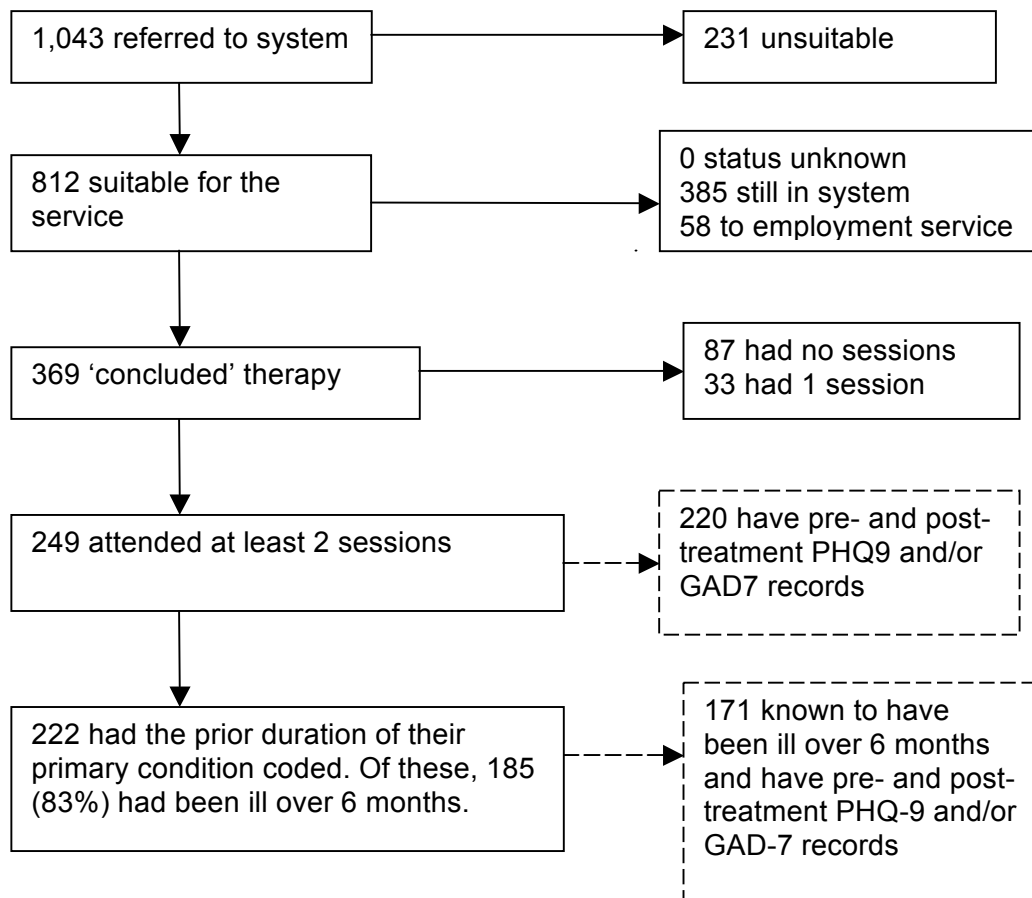 1,043 referred to system
231 unsuitable
812 suitable for the
service
0 status unknown
385 still in system
58 to employment service
369 ‘concluded’ therapy
87 had no sessions
33 had 1 session
249 attended at least 2 sessions
220 have pre- and post-
treatment PHQ9 and/or
GAD7 records
222 had the prior duration of their
primary condition coded. Of these, 185
(83%) had been ill over 6 months.
171 known to have
been ill over 6 months
and have pre- and post-
treatment PHQ-9 and/or
GAD-7 records